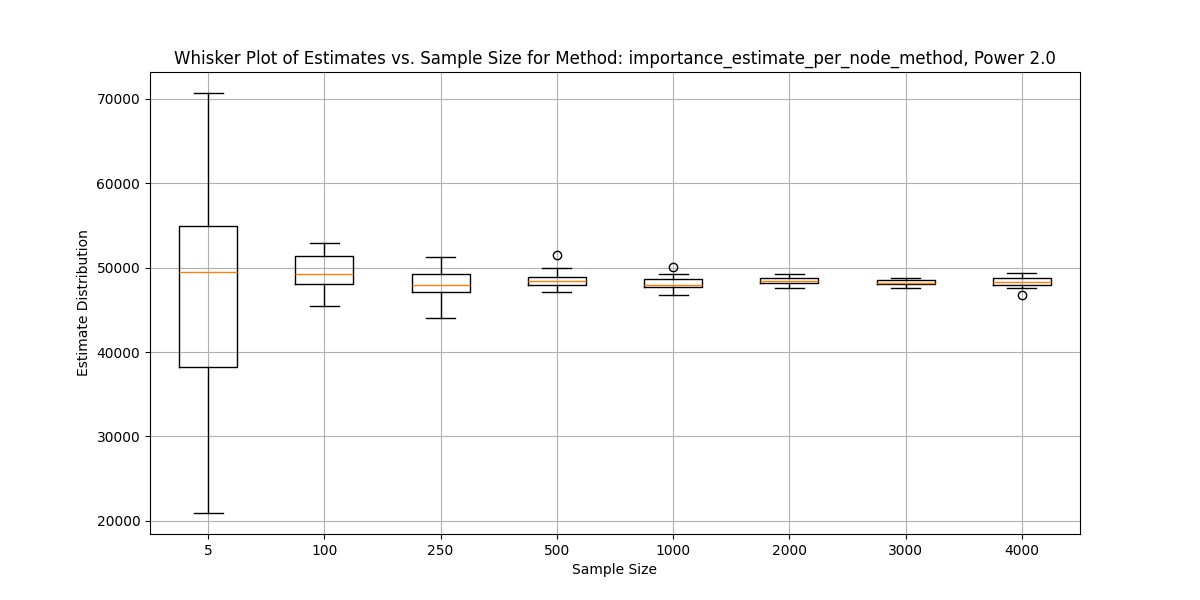 Whisker Plot of Estimates vs. Sample Size for Method: importance_estimate_per_node_method, Power 2.0
70000
60000
50000
40000
30000
20000
Estimate Distribution
5 100 250 500 1000 2000 3000 4000
Sample Size